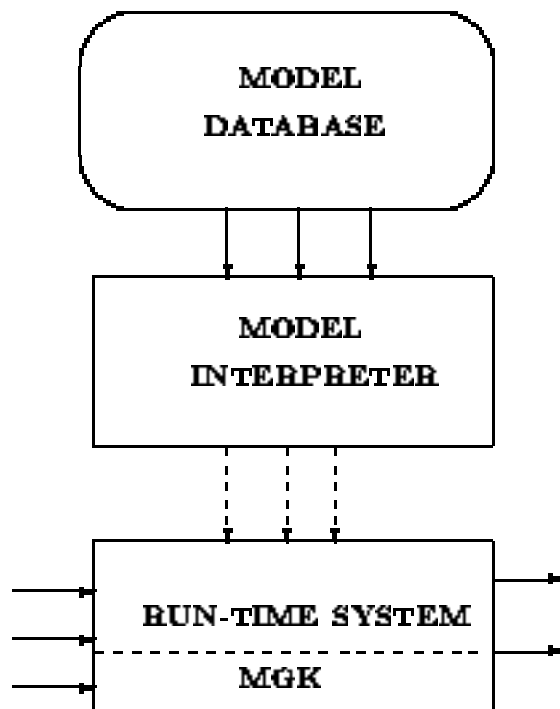 MODEL
DATABASE
MODEL
INTERPRETER
RUN-TIME SYSTEM
MGK